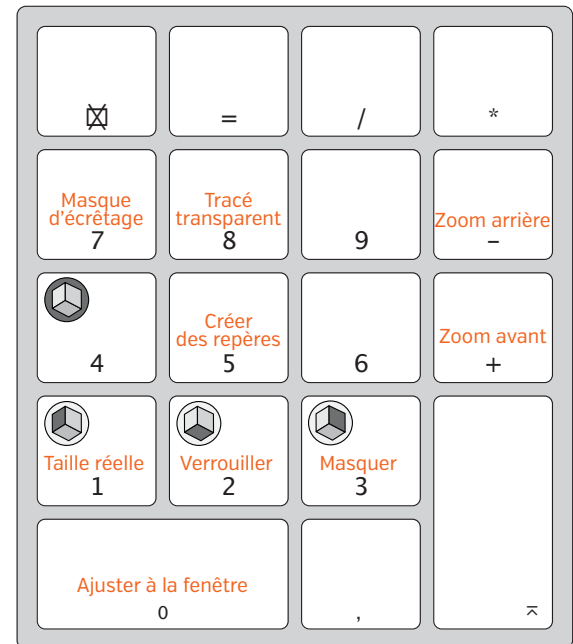 = / *
Masque
d'écrêtage
7
Tracé
transparent
8
9
Zoom arrière
–
4
Créer
des repères
5
6
Zoom avant
+
Taille réelle
1
Verrouiller
2
Masquer
3
Ajuster à la fenêtre
0
,